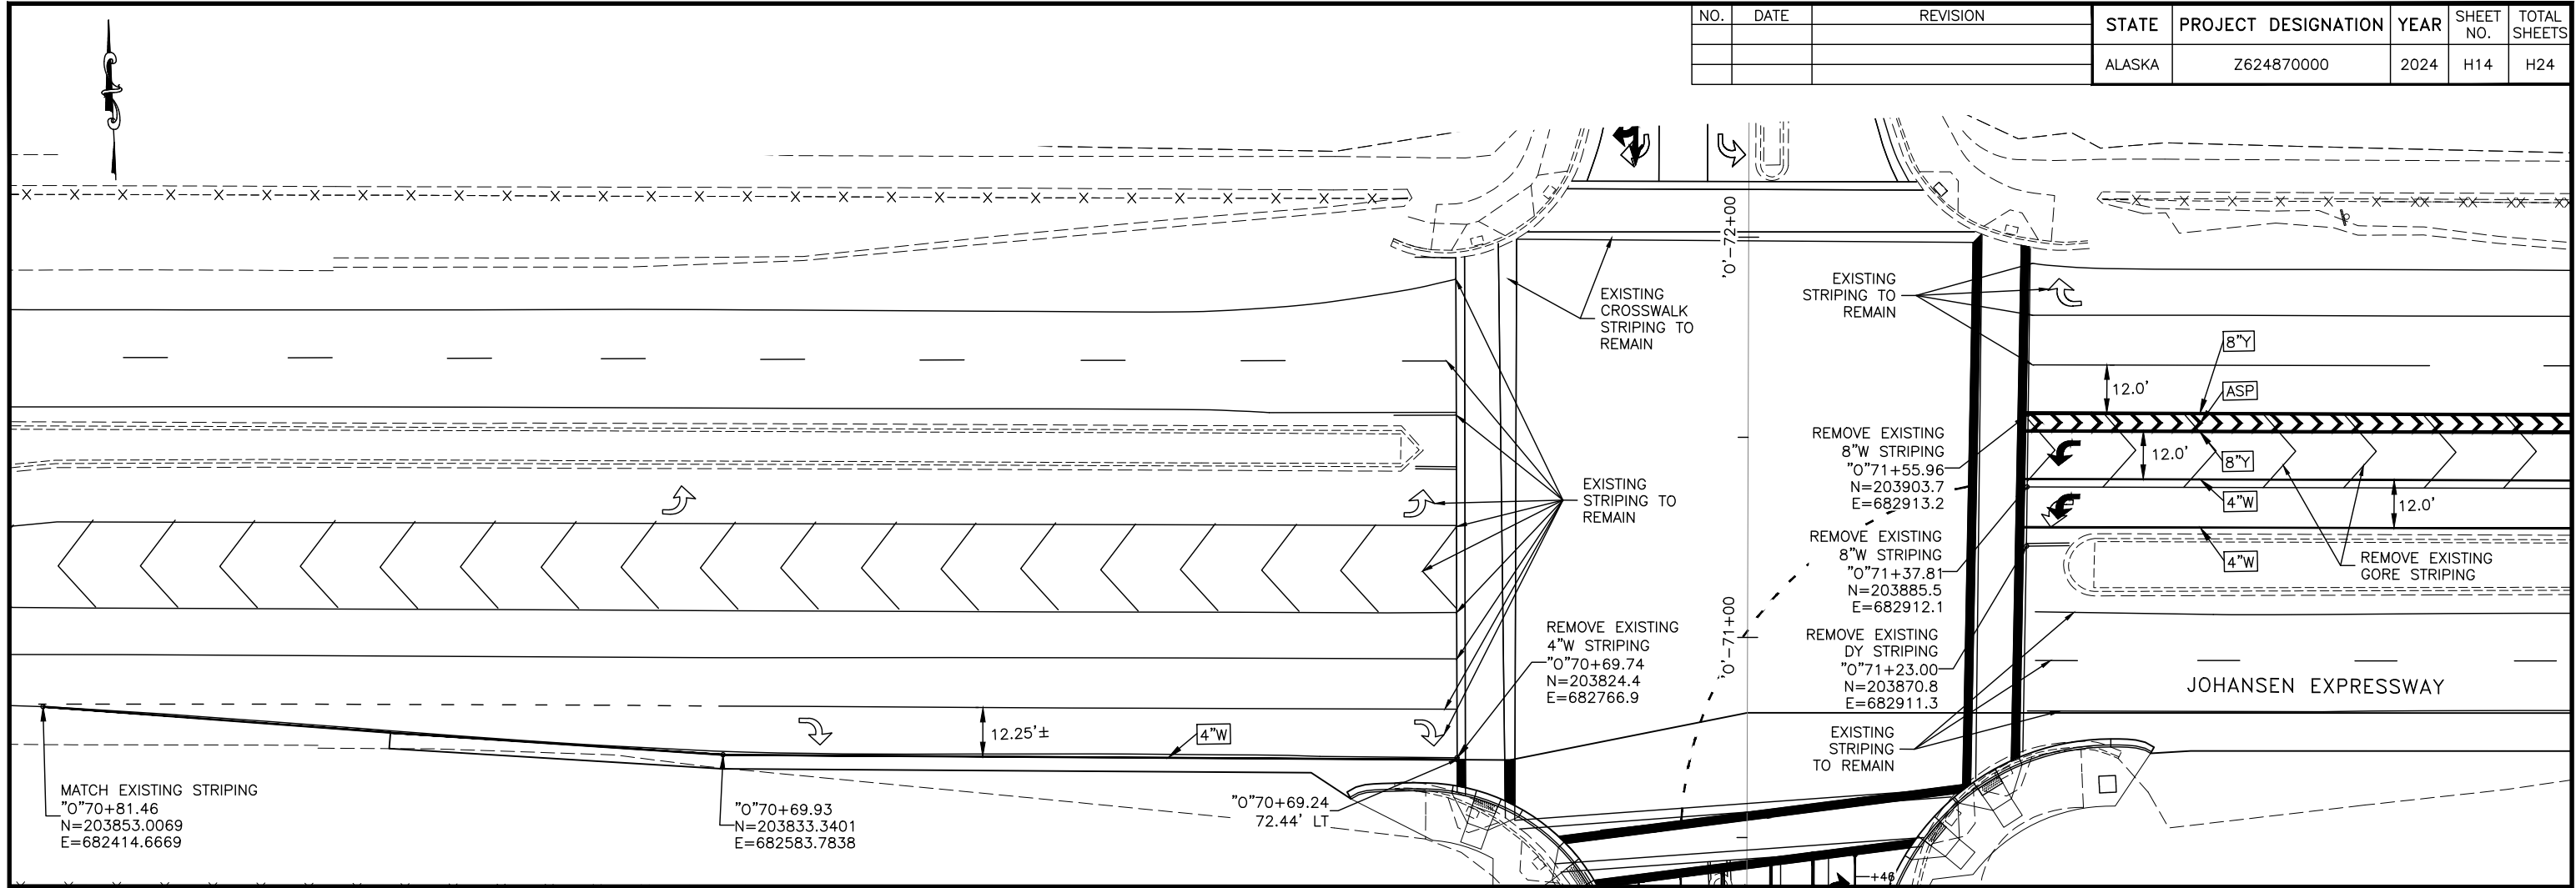 NO. DATE REVISION
STATE PROJECT DESIGNATION YEAR SHEET NO. TOTAL SHEETS
ALASKA Z624870000 2024 H14 H24
'O'-72+00
EXISTING
CROSSWALK
STRIPING TO
REMAIN
EXISTING
STRIPING TO
REMAIN
8"Y
12.0'
ASP
REMOVE EXISTING
8"W STRIPING
"O"71+55.96
N=203903.7
E=682913.2
12.0'
8"Y
EXISTING
STRIPING TO
REMAIN
4"W
12.0'
REMOVE EXISTING
8"W STRIPING
"O"71+37.81
N=203885.5
E=682912.1
4"W
REMOVE EXISTING
GORE STRIPING
'O'-71+00
REMOVE EXISTING
4"W STRIPING
"O"70+69.74
N=203824.4
E=682766.9
REMOVE EXISTING
DY STRIPING
"O"71+23.00
N=203870.8
E=682911.3
JOHANSEN EXPRESSWAY
12.25'±
4"W
EXISTING
STRIPING
TO REMAIN
MATCH EXISTING STRIPING
"O"70+81.46
N=203853.0069
E=682414.6669
"O"70+69.93
N=203833.3401
E=682583.7838
"O"70+69.24
72.44' LT
+46